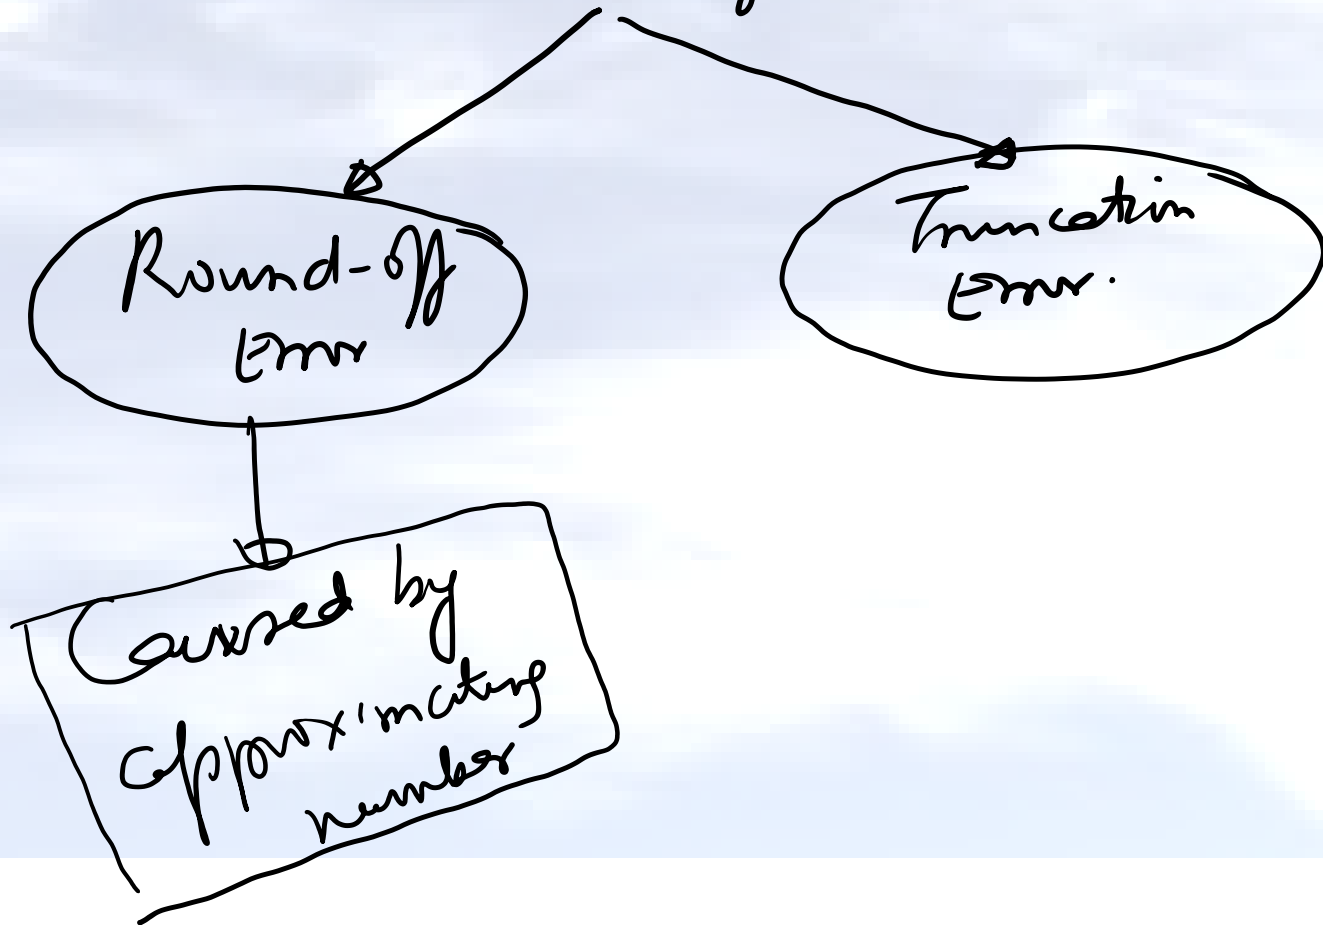 Round-off
Error
Truncation
Error.
Caused by
approximating
number